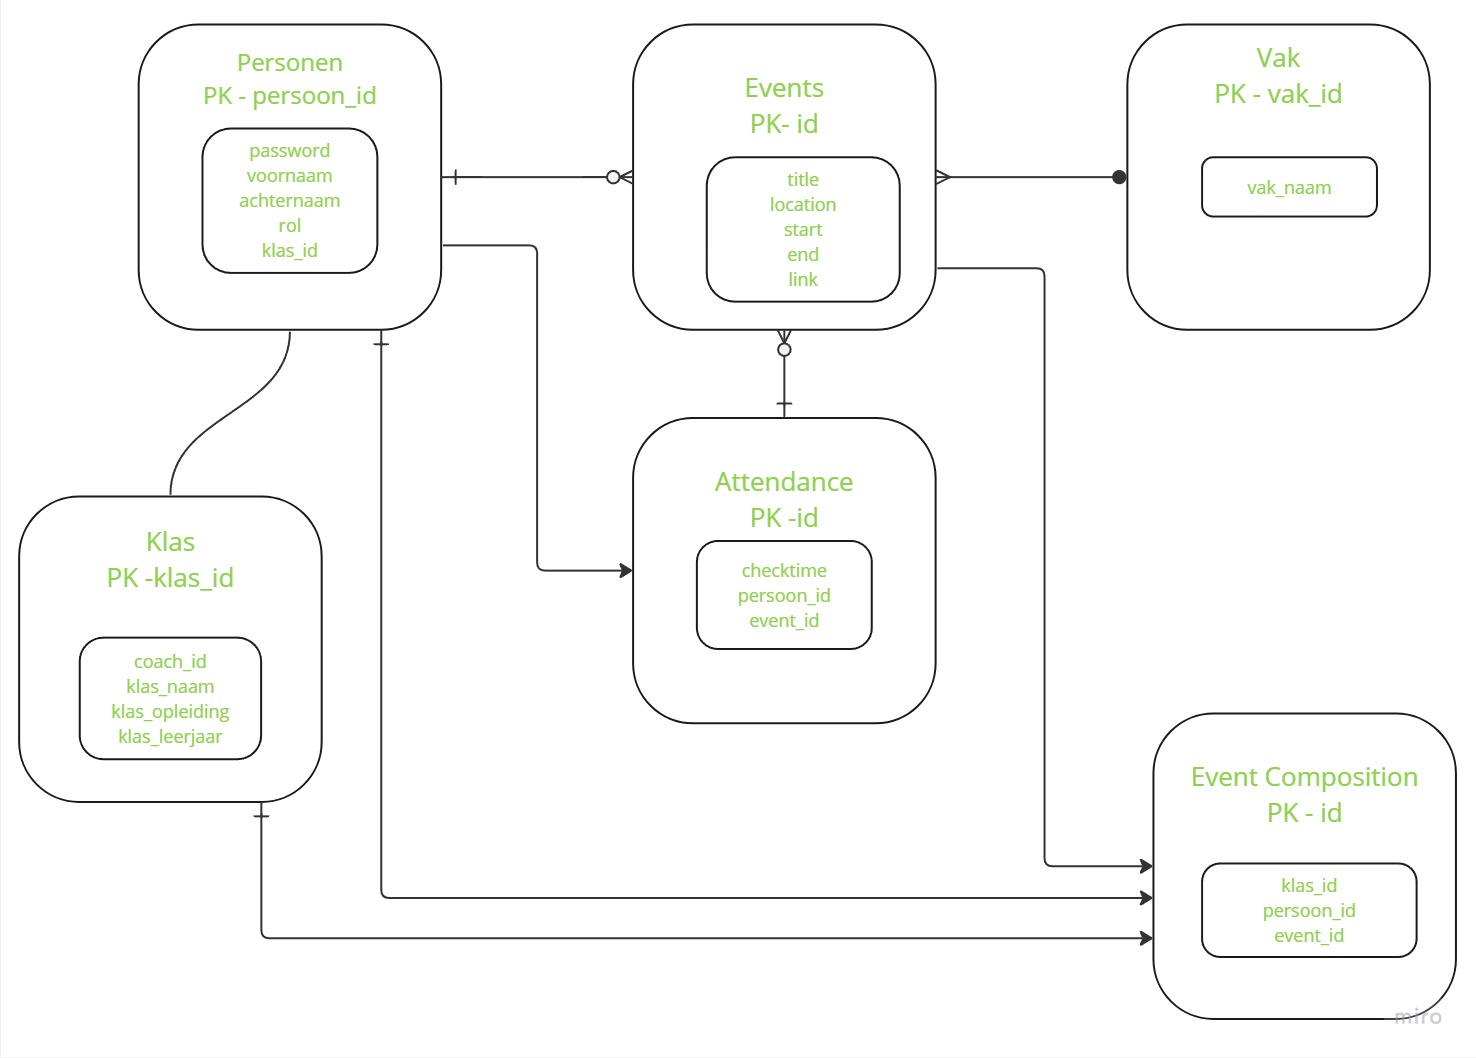 Personen
PK - persoon_id
password
voornaam
achternaam
rol
klas_id
Events
PK- id
title
location
start
end
link
Vak
PK - vak_id
vak_naam
Attendance
PK -id
checktime
persoon_id
event_id
Klas
PK -klas_id
coach_id
klas_naam
klas_opleiding
klas_leerjaar
Event Composition
PK - id
klas_id
persoon_id
event_id
miro